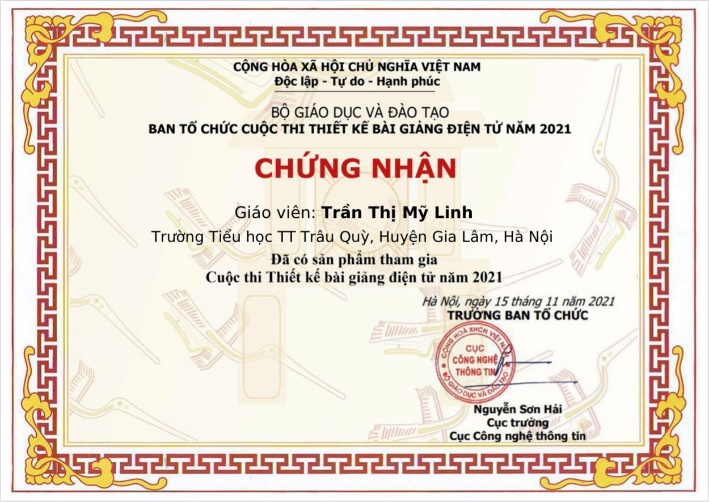 CỘNG HÒA XÃ HỘI CHỦ NGHĨA VIỆT NAM
Độc lập - Tự do - Hạnh phúc
BỘ GIÁO DỤC VÀ ĐÀO TẠO
BAN TỔ CHỨC CUỘC THI THIẾT KẾ BÀI GIẢNG ĐIỆN TỬ NĂM 2021
CHỨNG NHẬN
Giáo viên: Trần Thị Mỹ Linh
Trường Tiểu học TT Trâu Quỳ, Huyện Gia Lâm, Hà Nội
Đã có sản phẩm tham gia
Cuộc thi Thiết kế bài giảng điện tử năm 2021
Hà Nội, ngày 15 tháng 11 năm 2021
TRƯỞNG BAN TỔ CHỨC
CỘNG HÒA XHCN VIỆT NAM
CỤC
CÔNG NGHỆ
THÔNG TIN
BỘ GIÁO DỤC VÀ ĐÀO TẠO
Nguyễn Sơn Hải
Cục trưởng
Cục Công nghệ thông tin